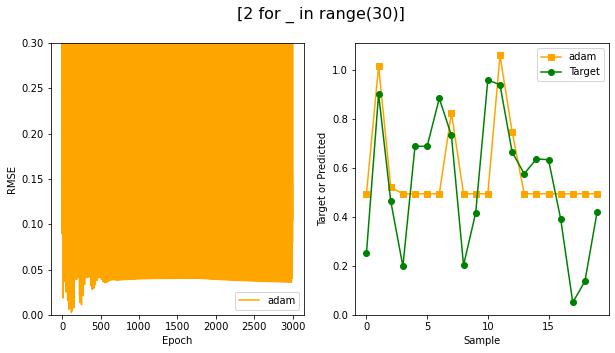 [2 for _ in range(30)]
0.30
0.25
0.20
0.15
0.10
0.05
0.00
RMSE
0 500 1000 1500 2000 2500 3000
Epoch
adam
1.0
0.8
0.6
0.4
0.2
0.0
Target or Predicted
0 5 10 15
Sample
adam
Target